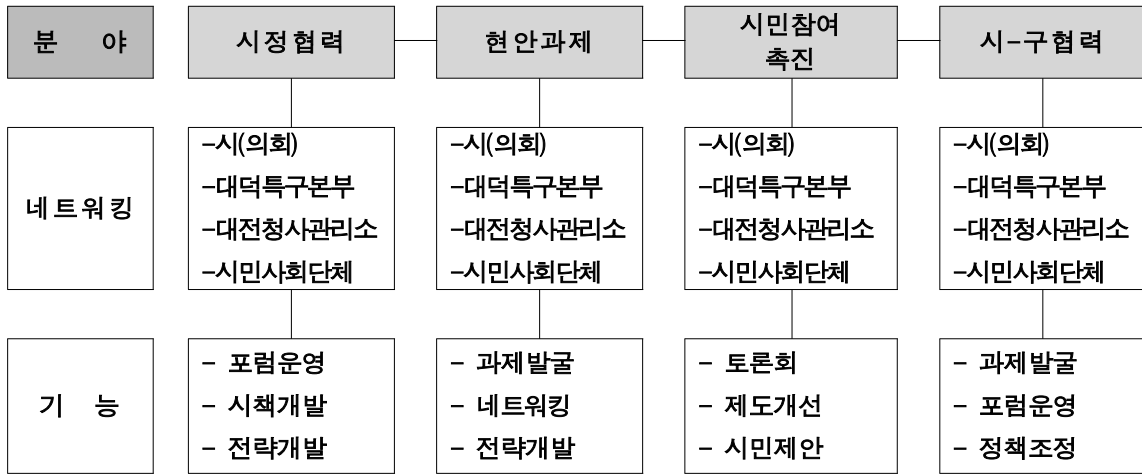 분 야
시정협력
현안과제
시민참여
촉진
시-구협력
네트워킹
-시(의회)
-대덕특구본부
-대전청사관리소
-시민사회단체
-시(의회)
-대덕특구본부
-대전청사관리소
-시민사회단체
-시(의회)
-대덕특구본부
-대전청사관리소
-시민사회단체
-시(의회)
-대덕특구본부
-대전청사관리소
-시민사회단체
기 능
- 포럼운영
- 시책개발
- 전략개발
- 과제발굴
- 네트워킹
- 전략개발
- 토론회
- 제도개선
- 시민제안
- 과제발굴
- 포럼운영
- 정책조정